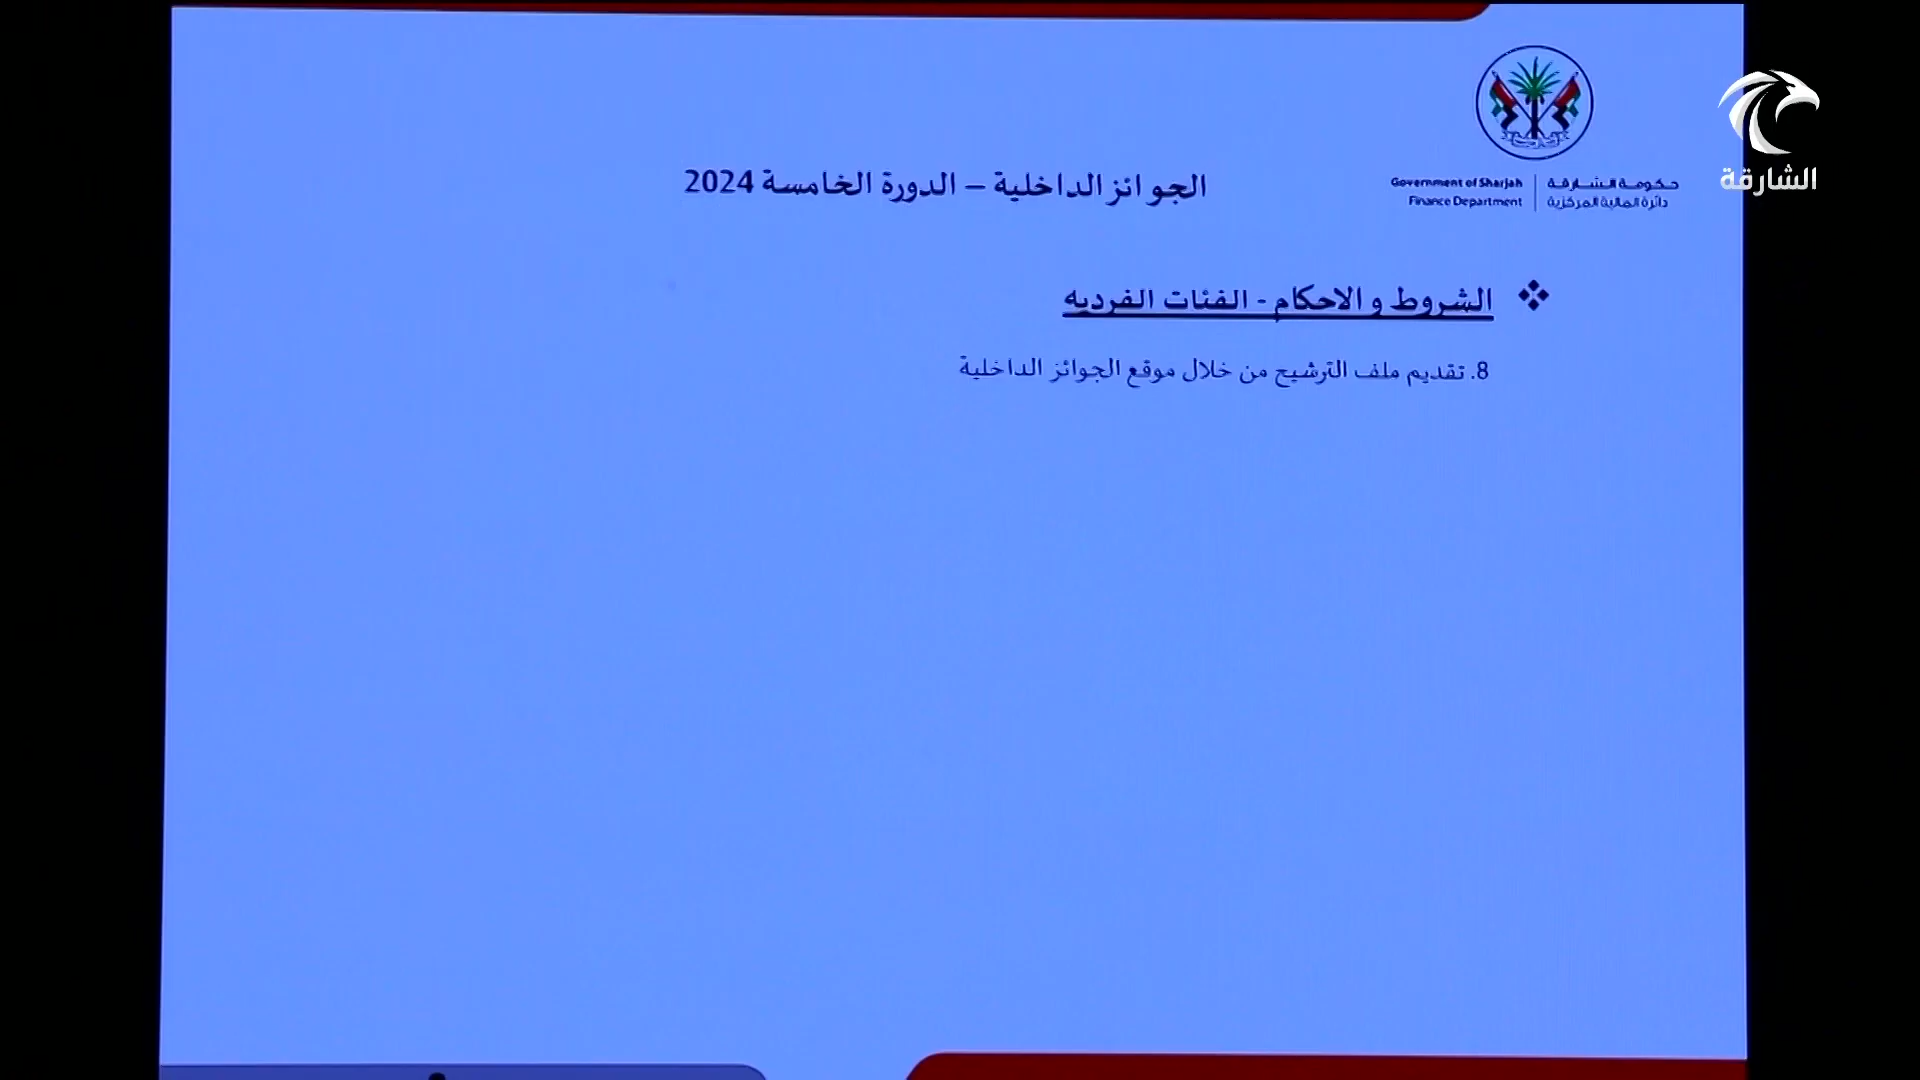 حكومة الشارقة
دائرة المالية المركزية
Government of Sharjah
Finance Department
الشارقة
الجوائز الداخلية – الدورة الخامسة 2024
❖ الشروط و الاحكام - الفئات الفرديه
8. تقديم ملف الترشيح من خلال موقع الجوائز الداخلية